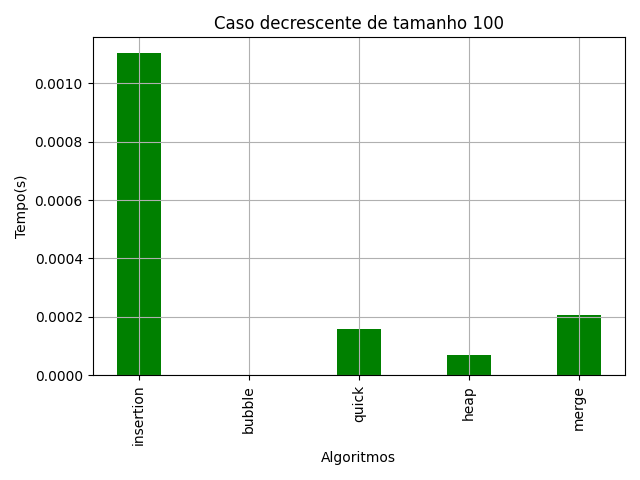 Caso decrescente de tamanho 100
Tempo(s)
0.0010
0.0008
0.0006
0.0004
0.0002
0.0000
insertion
bubble
quick
heap
merge
Algoritmos